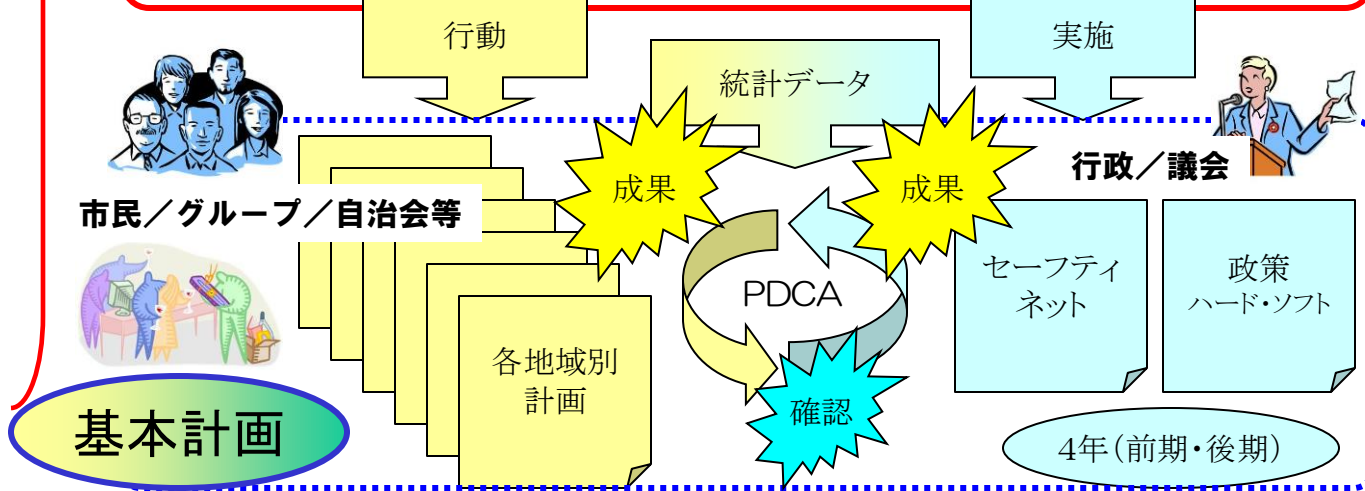 行動
実施
統計データ
成果
成果
行政／議会
市民／グループ／自治会等
セーフティ
ネット
政策
ハード・ソフト
PDCA
各地域別
計画
確認
基本計画
4年(前期・後期)